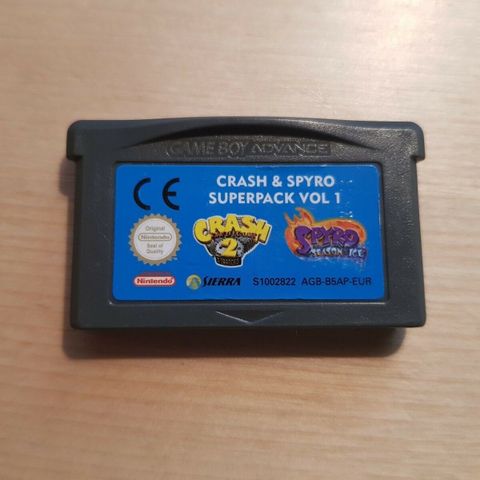 GAME BOY ADVANCE
CE
CRASH & SPYRO
SUPERPACK VOL 1
Original
Nintendo
Seal of
Quality
CRASH
2
SPYRO
SEASON OF ICE
Nintendo
SIERRA
S1002822 AGB-B5AP-EUR